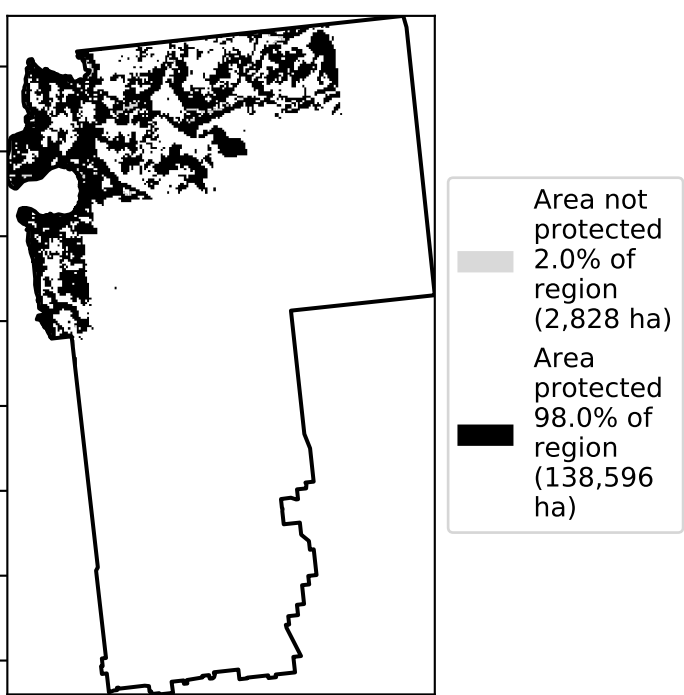 Area not
protected
2.0% of
region
(2,828 ha)
Area
protected
98.0% of
region
(138,596
ha)